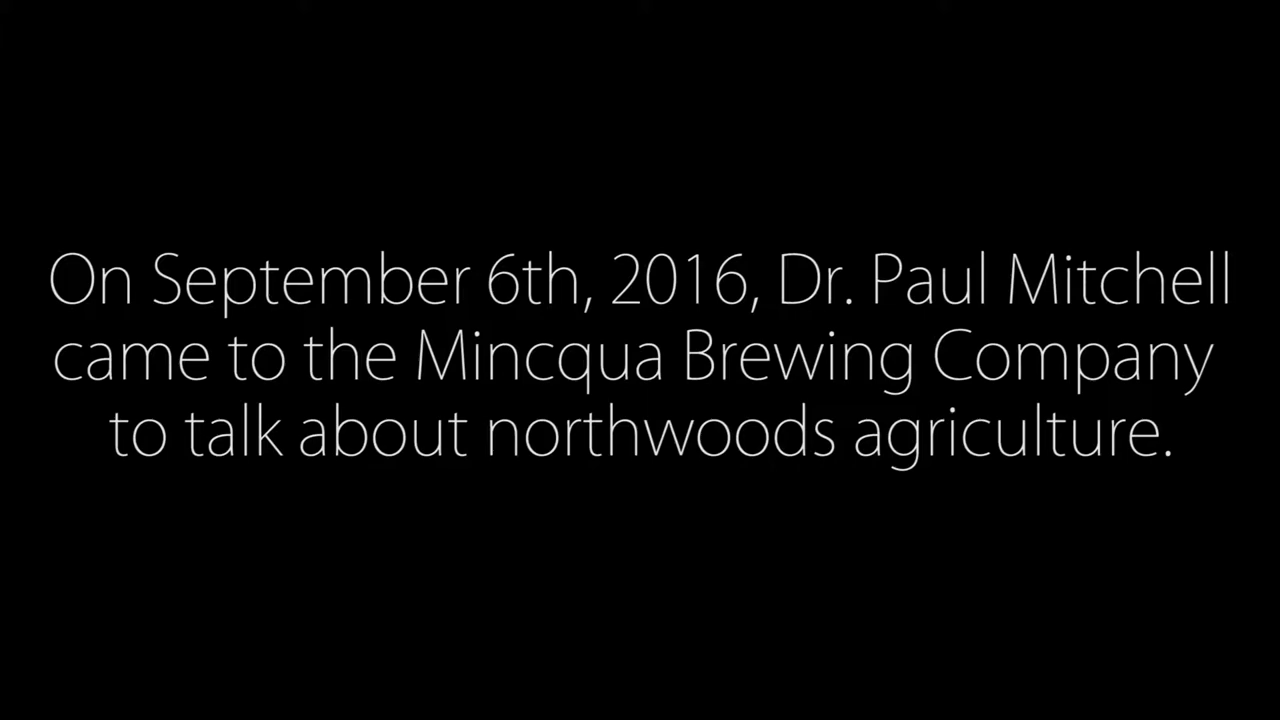 On September 6th, 2016, Dr. Paul Mitchell
came to the Mincqua Brewing Company
to talk about northwoods agriculture.